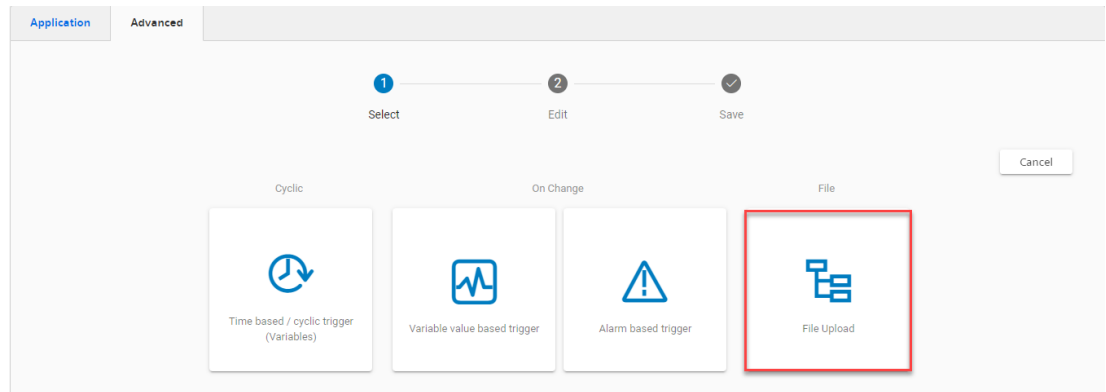 Application Advanced
1 2
Select Edit Save
Cancel
Cyclic On Change File
Time based / cyclic trigger
(Variables)
Variable value based trigger
Alarm based trigger
File Upload